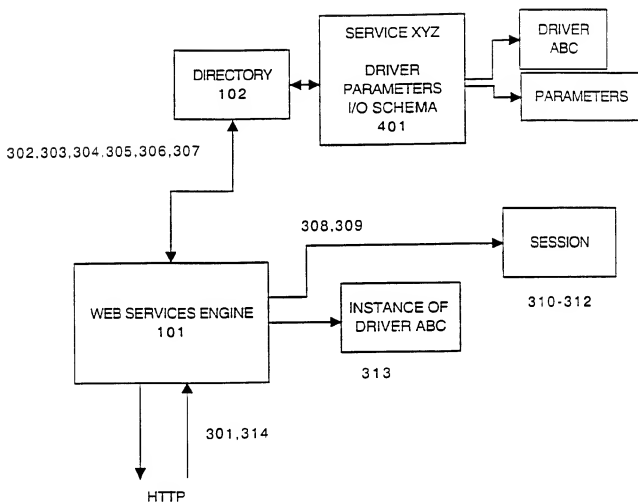 SERVICE XYZ
DRIVER
PARAMETERS
I/O SCHEMA
401
DRIVER
ABC
PARAMETERS
DIRECTORY
102
302.303,304.305,306,307
308,309
SESSION
310-312
WEB SERVICES ENGINE
101
INSTANCE OF
DRIVER ABC
313
301,314
HTTP